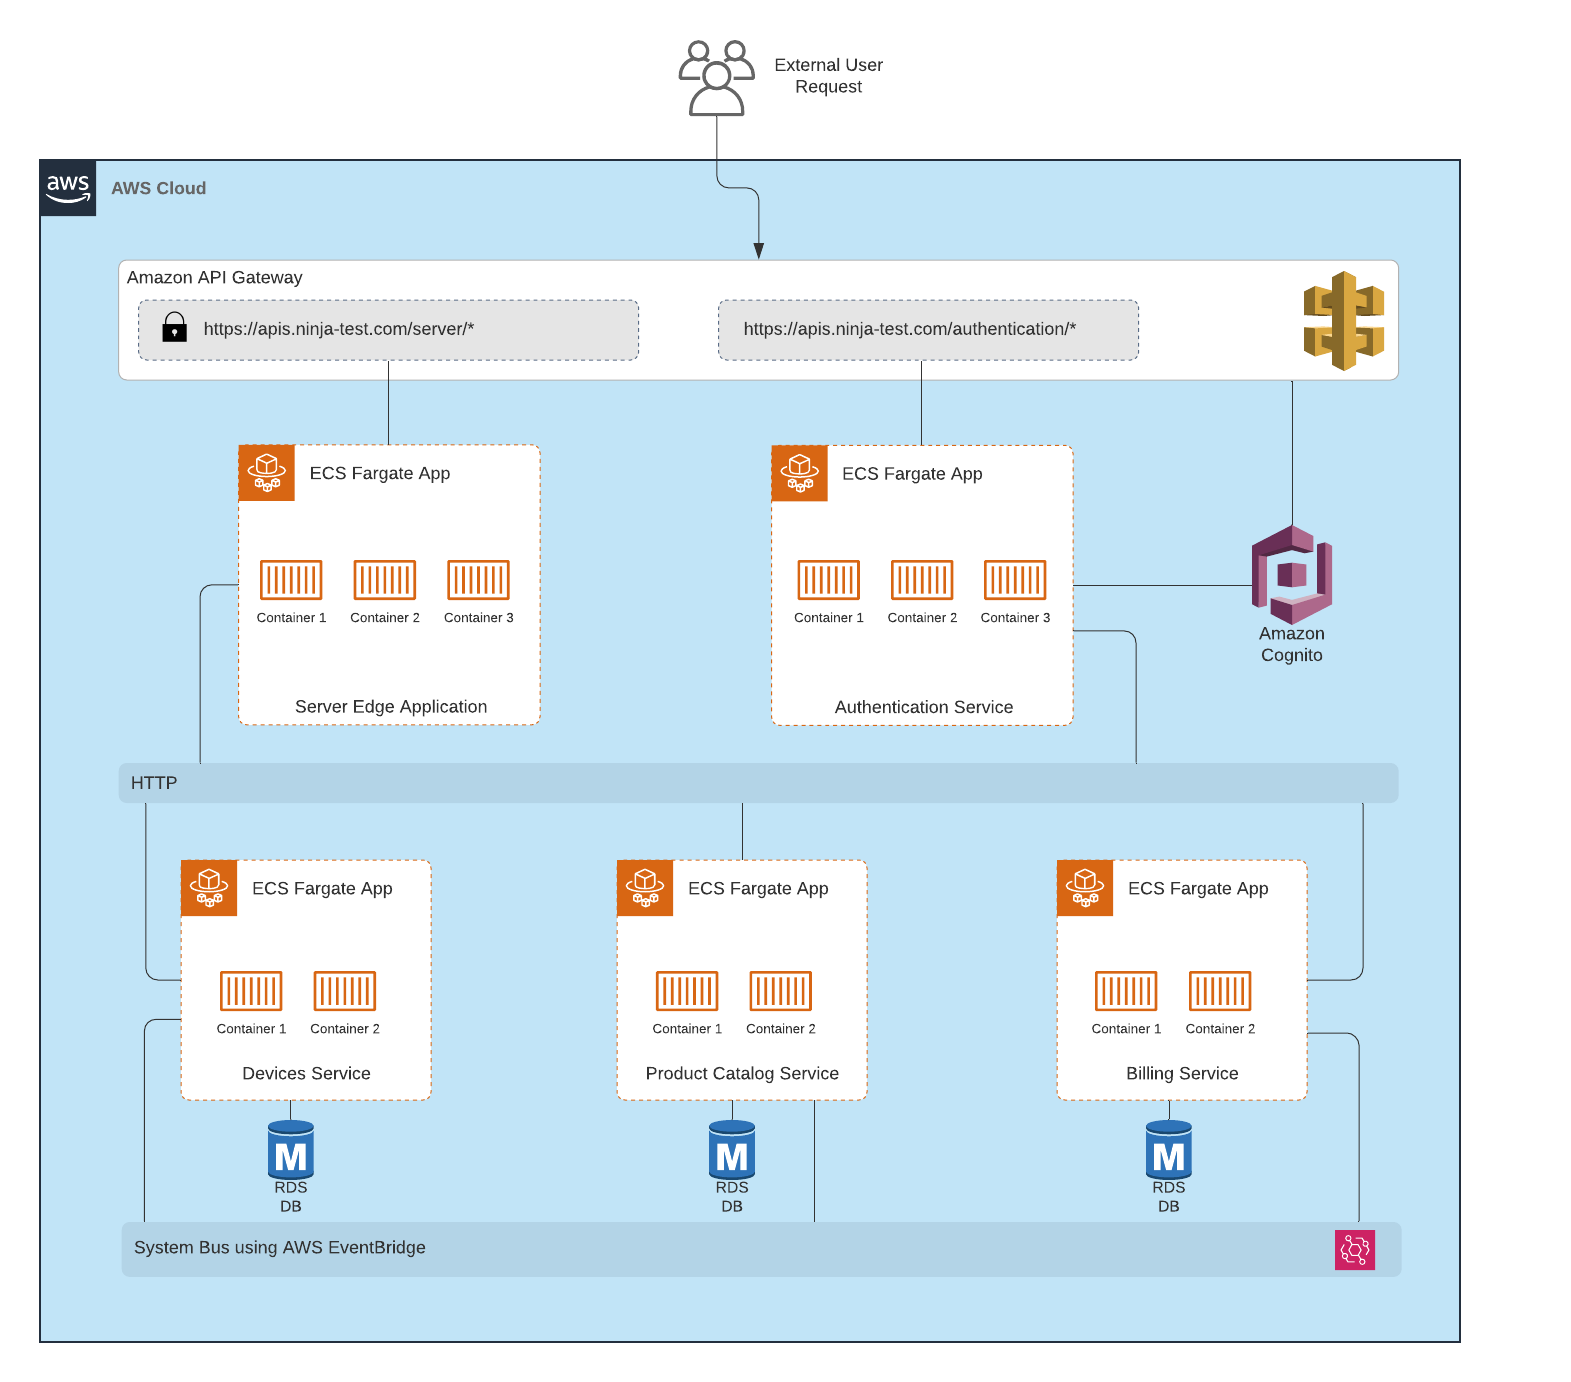 External User
Request
aws
AWS Cloud
Amazon API Gateway
https://apis.ninja-test.com/server/*
https://apis.ninja-test.com/authentication/*
ECS Fargate App
ECS Fargate App
Container 1
Container 2
Container 3
Container 1
Container 2
Container 3
Amazon
Cognito
Server Edge Application
Authentication Service
HTTP
ECS Fargate App
ECS Fargate App
ECS Fargate App
Container 1
Container 2
Container 1
Container 2
Container 1
Container 2
Devices Service
Product Catalog Service
Billing Service
M
RDS
DB
M
RDS
DB
M
RDS
DB
System Bus using AWS EventBridge